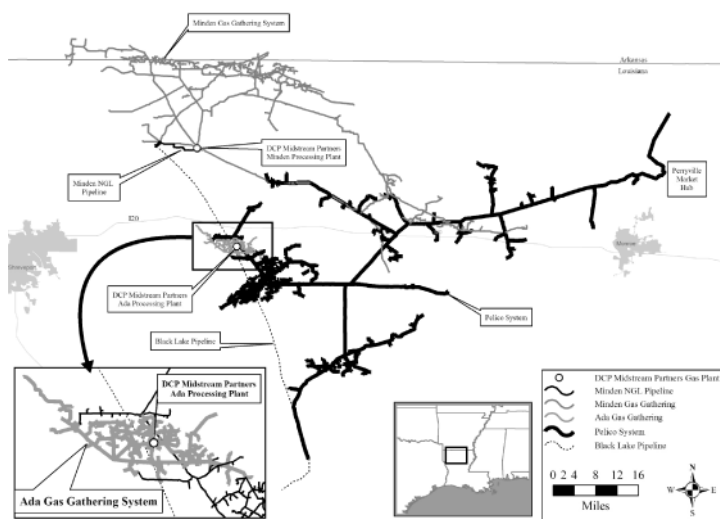 Minden Gas Gathering System
Arkansas
Louisiana
DCP Midstream Partners
Minden Processing Plant
Minden NGL
Pipeline
Perryville
Market
Hub
I20
Shreveport
Monroe
DCP Midstream Partners
Ada Processing Plant
Pelico System
Black Lake Pipeline
DCP Midstream Partners
Ada Processing Plant
Ada Gas Gathering System
DCP Midstream Partners Gas Plant
Minden NGL Pipeline
Minden Gas Gathering
Ada Gas Gathering
Pelico System
Black Lake Pipeline
0 2 4 8 12 16
Miles
N
W E
S